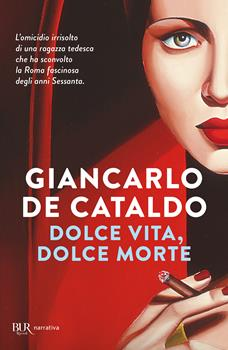 L'omicidio irrisolto
di una ragazza tedesca
che ha sconvolto
la Roma fascinosa
degli anni Sessanta.
GIANCARLO
DE CATALDO
DOLCE VITA,
DOLCE MORTE
BUR
narrativa